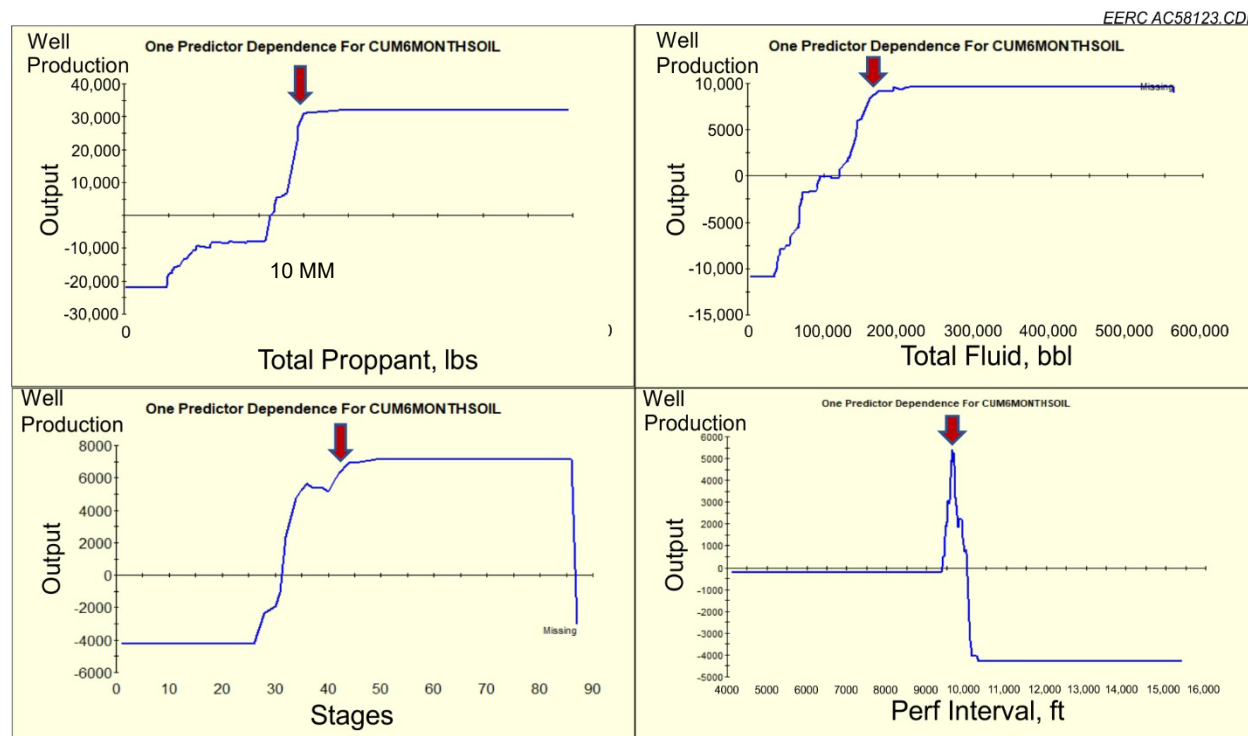 EERC AC58123.CD
Well
Production
One Predictor Dependence For CUM6MONTHSOIL
40,000
30,000
20,000
10,000
-10,000
-20,000
-30,000
Output
10 MM
0
Total Proppant, lbs
Well
Production
One Predictor Dependence For CUM6MONTHSOIL
10,000
5000
0
-5000
-10,000
-15,000
Output
Missing
0 100,000 200,000 300,000 400,000 500,000 600,000
Total Fluid, bbl
Well
Production
One Predictor Dependence For CUM6MONTHSOIL
8000
6000
4000
2000
0
-2000
-4000
-6000
Output
Missing
0 10 20 30 40 50 60 70 80 90
Stages
Well
Production
One Predictor Dependence For CUM6MONTHSOIL
6000
5000
4000
3000
2000
1000
0
-1000
-2000
-3000
-4000
-5000
Output
4000 5000 6000 7000 8000 9000 10,000 11,000 12,000 13,000 14,000 15,000 16,000
Perf Interval, ft